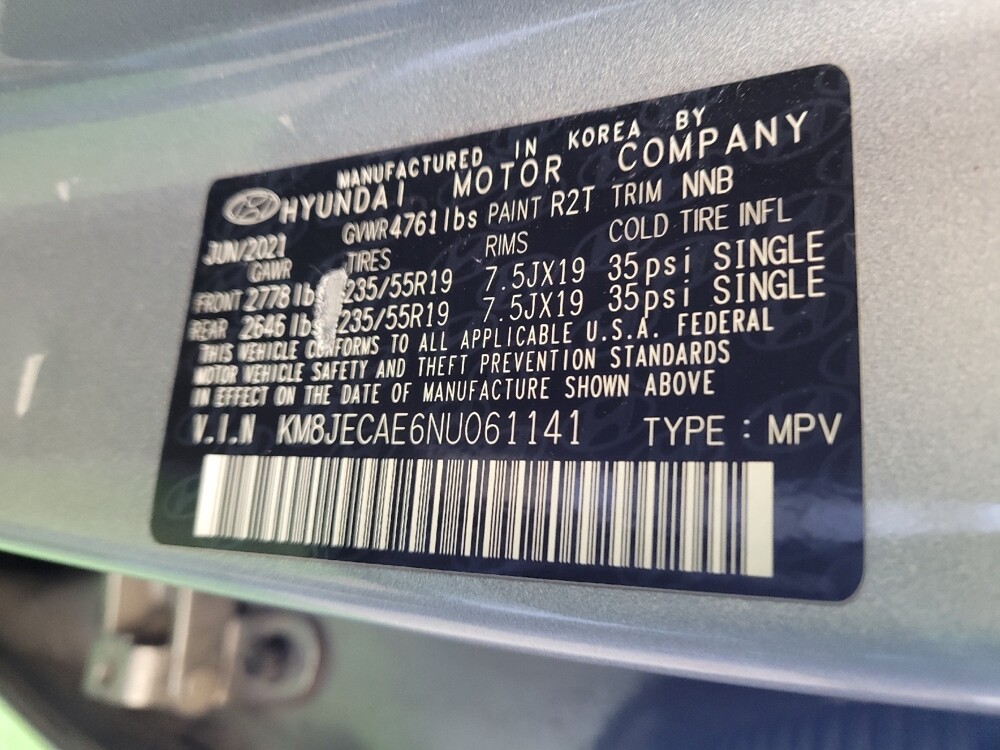 MANUFACTURED IN KOREA BY
HYUNDAI MOTOR COMPANY
JUN/2021 GVWR 4761lbs PAINT R2T TRIM NNB
GAWR TIRES RIMS COLD TIRE INFL
FRONT 2778 lb 235/55R19 7.5JX19 35psi SINGLE
REAR 2646 lbs 235/55R19 7.5JX19 35psi SINGLE
THIS VEHICLE CONFORMS TO ALL APPLICABLE U.S.A. FEDERAL
MOTOR VEHICLE SAFETY AND THEFT PREVENTION STANDARDS
IN EFFECT ON THE DATE OF MANUFACTURE SHOWN ABOVE
V.I.N KM8JECAE6NU061141 TYPE : MPV